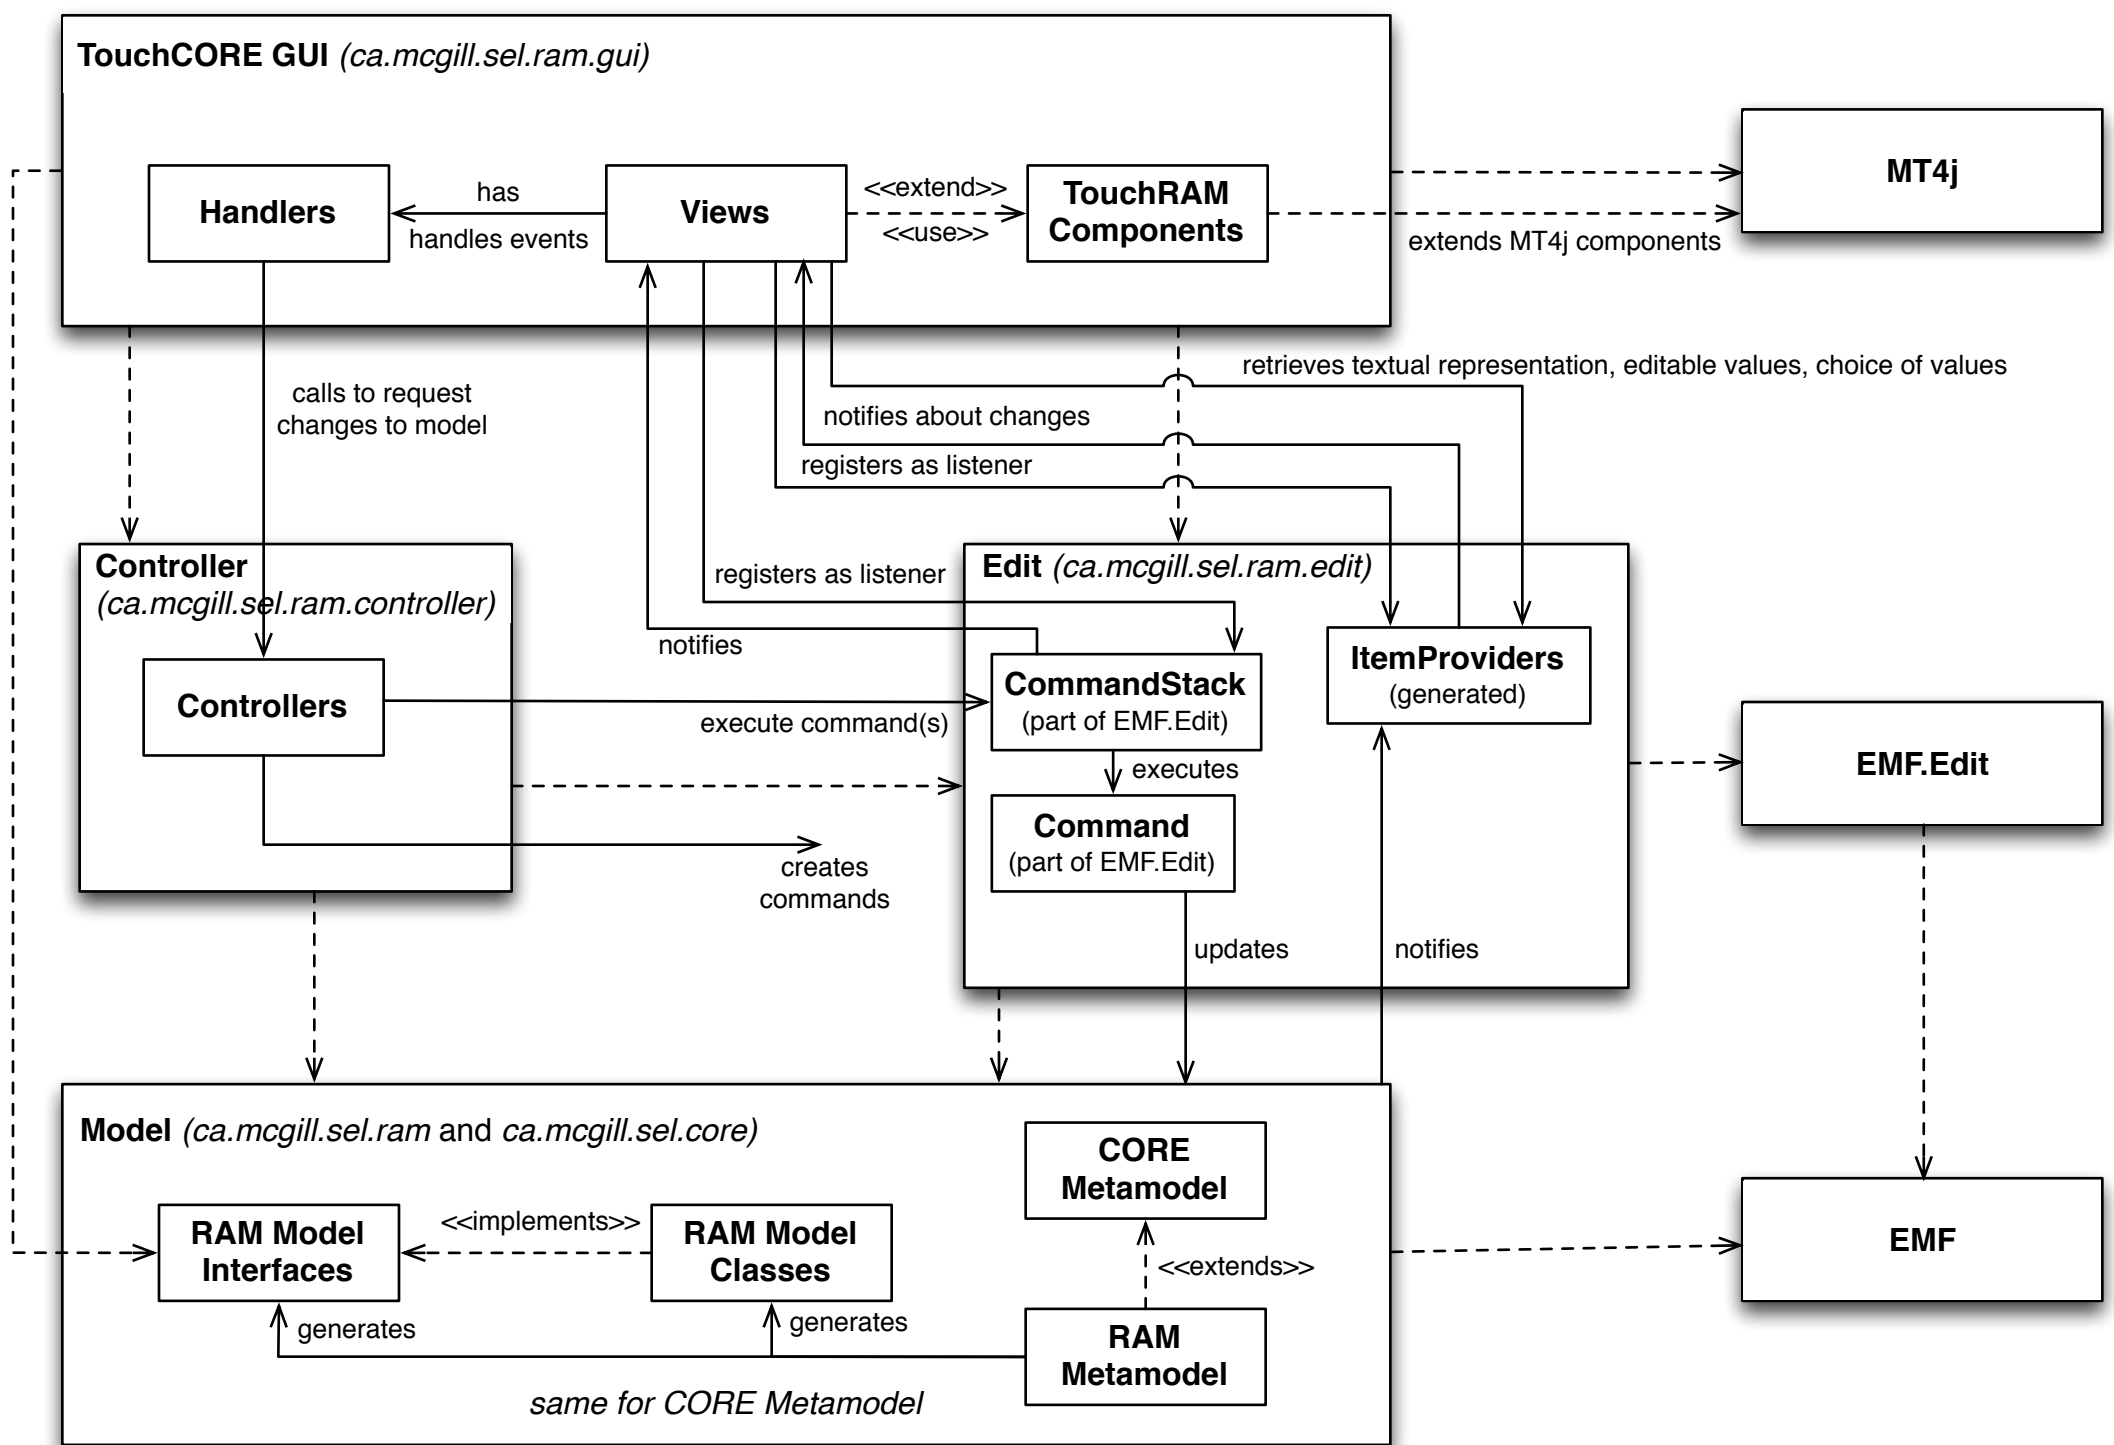 TouchCORE GUI (ca.mcgill.sel.ram.gui)
MT4j
Handlers
has
handles events
Views
<<extend>>
<<use>>
TouchRAM
Components
extends MT4j components
retrieves textual representation, editable values, choice of values
calls to request
changes to model
notifies about changes
registers as listener
Controller
(ca.mcgill.sel.ram.controller)
registers as listener
Edit (ca.mcgill.sel.ram.edit)
notifies
Controllers
execute command(s)
CommandStack
(part of EMF.Edit)
ItemProviders
(generated)
executes
EMF.Edit
Command
(part of EMF.Edit)
creates
commands
updates
notifies
Model (ca.mcgill.sel.ram and ca.mcgill.sel.core)
CORE
Metamodel
RAM Model
Interfaces
<<implements>>
RAM Model
Classes
<<extends>>
EMF
generates
generates
RAM
Metamodel
same for CORE Metamodel